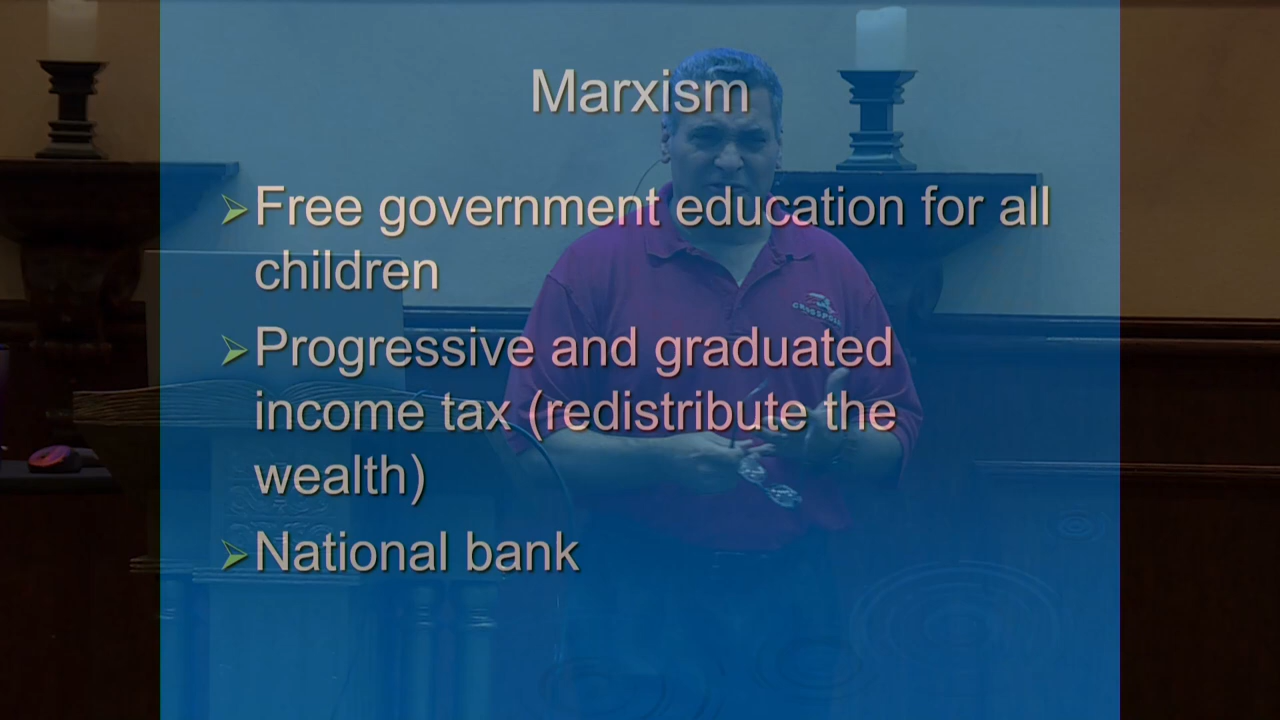 Marxism
Free government education for all
children
Progressive and graduated
income tax (redistribute the
wealth)
National bank